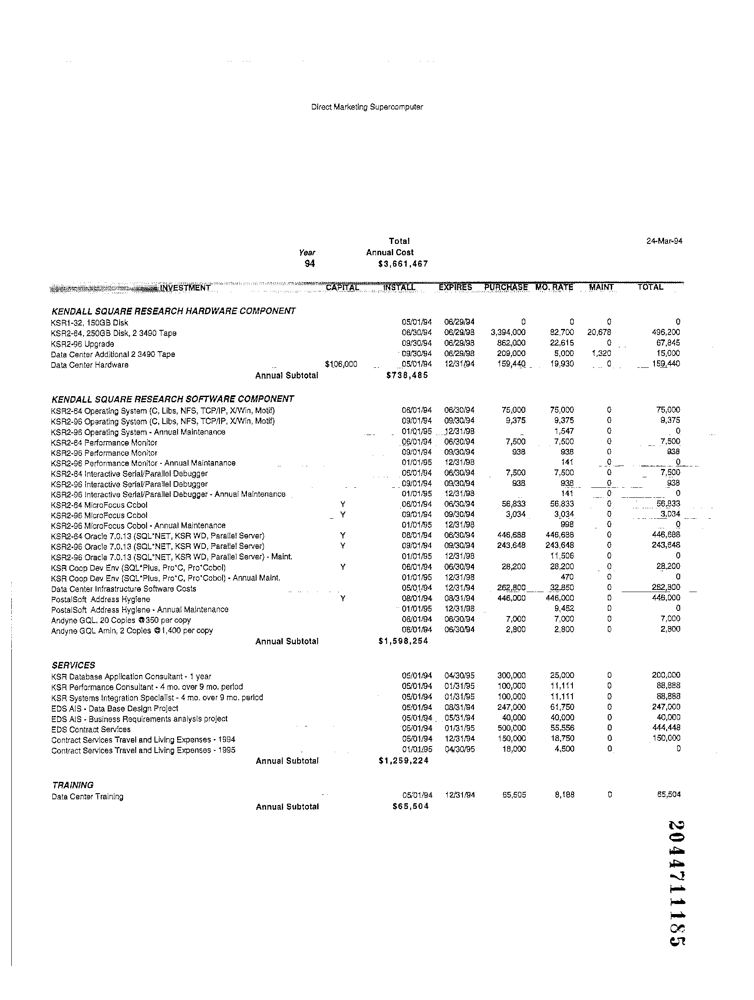 Direct Marketing Supercomputer
Total 24-Mar-94
Year Annual Cost
94 $3,661,467
INVESTMENT CAPITAL INSTALL EXPIRES PURCHASE MO. RATE MAINT TOTAL
KENDALL SQUARE RESEARCH HARDWARE COMPONENT
KSR1-32, 150GB Disk 05/01/94 06/29/94 0 0 0 0
KSR2-64, 250GB Disk, 2 3490 Tape 06/30/94 06/29/98 3,394,000 82,700 20,678 496,200
KSR2-96 Upgrade 09/30/94 06/29/98 862,000 22,615 0 67,845
Data Center Additional 2 3490 Tape 09/30/94 06/29/98 209,000 5,000 1,320 15,000
Data Center Hardware $106,000 05/01/94 12/31/94 159,440 19,930 0 159,440
Annual Subtotal $738,485
KENDALL SQUARE RESEARCH SOFTWARE COMPONENT
KSR2-64 Operating System (C, Libs, NFS, TCP/IP, X/Win, Motif) 06/01/94 06/30/94 75,000 75,000 0 75,000
KSR2-96 Operating System (C, Libs, NFS, TCP/IP, X/Win, Motif) 09/01/94 09/30/94 9,375 9,375 0 9,375
KSR2-96 Operating System - Annual Maintenance 01/01/95 12/31/98 1,547 0 0
KSR2-64 Performance Monitor 06/01/94 06/30/94 7,500 7,500 0 7,500
KSR2-96 Performance Monitor 09/01/94 09/30/94 938 938 0 938
KSR2-96 Performance Monitor - Annual Maintanance 01/01/95 12/31/98 141 0 0
KSR2-64 Interactive Serial/Parallel Debugger 06/01/94 06/30/94 7,500 7,500 0 7,500
KSR2-96 Interactive Serial/Parallel Debugger 09/01/94 09/30/94 938 938 0 938
KSR2-96 Interactive Serial/Parallel Debugger - Annual Maintenance 01/01/95 12/31/98 141 0 0
KSR2-64 MicroFocus Cobol Y 06/01/94 06/30/94 56,833 56,833 0 56,833
KSR2-96 MicroFocus Cobol Y 09/01/94 09/30/94 3,034 3,034 0 3,034
KSR2-96 MicroFocus Cobol - Annual Maintenance 01/01/95 12/31/98 998 0 0
KSR2-64 Oracle 7.0.13 (SQL*NET, KSR WD, Parallel Server) Y 06/01/94 06/30/94 446,688 446,688 0 446,688
KSR2-96 Oracle 7.0.13 (SQL*NET, KSR WD, Parallel Server) Y 09/01/94 09/30/94 243,648 243,648 0 243,648
KSR2-96 Oracle 7.0.13 (SQL*NET, KSR WD, Parallel Server) - Maint. 01/01/95 12/31/98 11,506 0 0
KSR Coop Dev Env (SQL*Plus, Pro*C, Pro*Cobol) Y 06/01/94 06/30/94 28,200 28,200 0 28,200
KSR Coop Dev Env (SQL*Plus, Pro*C, Pro*Cobol) - Annual Maint. 01/01/95 12/31/98 470 0 0
Data Center Infrastructure Software Costs 05/01/94 12/31/94 262,800 32,850 0 262,800
PostalSoft Address Hygiene Y 08/01/94 08/31/94 446,000 446,000 0 446,000
PostalSoft Address Hygiene - Annual Maintenance 01/01/95 12/31/98 9,452 0 0
Andyne GQL. 20 Copies @350 per copy 06/01/94 06/30/94 7,000 7,000 0 7,000
Andyne GQL Amin, 2 Copies @1,400 per copy 06/01/94 06/30/94 2,800 2,800 0 2,800
Annual Subtotal $1,598,254
SERVICES
KSR Database Application Consultant - 1 year 05/01/94 04/30/95 300,000 25,000 0 200,000
KSR Performance Consultant - 4 mo. over 9 mo. period 05/01/94 01/31/95 100,000 11,111 0 88,888
KSR Systems Integration Specialist - 4 mo. over 9 mo. period 05/01/94 01/31/95 100,000 11,111 0 88,888
EDS AIS - Data Base Design Project 05/01/94 08/31/94 247,000 61,750 0 247,000
EDS AIS - Business Requirements analysis project 05/01/94 05/31/94 40,000 40,000 0 40,000
EDS Contract Services 05/01/94 01/31/95 500,000 55,556 0 444,448
Contract Services Travel and Living Expenses - 1994 05/01/94 12/31/94 150,000 18,750 0 150,000
Contract Services Travel and Living Expenses - 1995 01/01/95 04/30/95 18,000 4,500 0 0
Annual Subtotal $1,259,224
TRAINING
Data Center Training 05/01/94 12/31/94 65,505 8,188 0 65,504
Annual Subtotal $65,504
2044711185